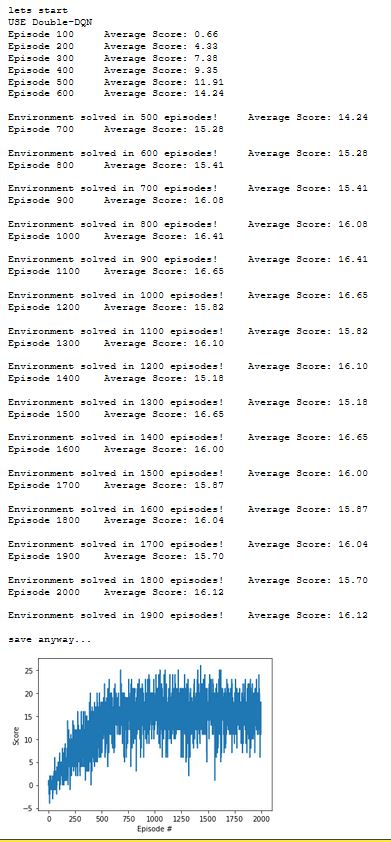 lets start
USE Double-DQN
Episode 100 Average Score: 0.66
Episode 200 Average Score: 4.33
Episode 300 Average Score: 7.38
Episode 400 Average Score: 9.35
Episode 500 Average Score: 11.91
Episode 600 Average Score: 14.24
Environment solved in 500 episodes! Average Score: 14.24
Episode 700 Average Score: 15.28
Environment solved in 600 episodes! Average Score: 15.28
Episode 800 Average Score: 15.41
Environment solved in 700 episodes! Average Score: 15.41
Episode 900 Average Score: 16.08
Environment solved in 800 episodes! Average Score: 16.08
Episode 1000 Average Score: 16.41
Environment solved in 900 episodes! Average Score: 16.41
Episode 1100 Average Score: 16.65
Environment solved in 1000 episodes! Average Score: 16.65
Episode 1200 Average Score: 15.82
Environment solved in 1100 episodes! Average Score: 15.82
Episode 1300 Average Score: 16.10
Environment solved in 1200 episodes! Average Score: 16.10
Episode 1400 Average Score: 15.18
Environment solved in 1300 episodes! Average Score: 15.18
Episode 1500 Average Score: 16.65
Environment solved in 1400 episodes! Average Score: 16.65
Episode 1600 Average Score: 16.00
Environment solved in 1500 episodes! Average Score: 16.00
Episode 1700 Average Score: 15.87
Environment solved in 1600 episodes! Average Score: 15.87
Episode 1800 Average Score: 16.04
Environment solved in 1700 episodes! Average Score: 16.04
Episode 1900 Average Score: 15.70
Environment solved in 1800 episodes! Average Score: 15.70
Episode 2000 Average Score: 16.12
Environment solved in 1900 episodes! Average Score: 16.12
save anyway...
25
20
15
10
5
0
−5
Score
0 250 500 750 1000 1250 1500 1750 2000
Episode #